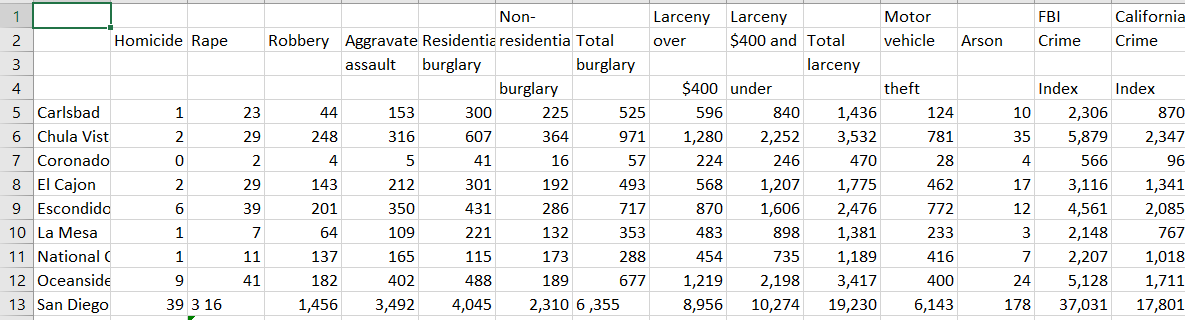 1 Non- Larceny Larceny Motor FBI California
2 Homicide Rape Robbery Aggravate Residentia residentia Total over $400 and Total vehicle Arson Crime Crime
3 assault burglary burglary larceny
4 burglary $400 under theft Index Index
5 Carlsbad 1 23 44 153 300 225 525 596 840 1,436 124 10 2,306 870
6 Chula Vist 2 29 248 316 607 364 971 1,280 2,252 3,532 781 35 5,879 2,347
7 Coronado 0 2 4 5 41 16 57 224 246 470 28 4 566 96
8 El Cajon 2 29 143 212 301 192 493 568 1,207 1,775 462 17 3,116 1,341
9 Escondido 6 39 201 350 431 286 717 870 1,606 2,476 772 12 4,561 2,085
10 La Mesa 1 7 64 109 221 132 353 483 898 1,381 233 3 2,148 767
11 National C 1 11 137 165 115 173 288 454 735 1,189 416 7 2,207 1,018
12 Oceanside 9 41 182 402 488 189 677 1,219 2,198 3,417 400 24 5,128 1,711
13 San Diego 39 3 16 1,456 3,492 4,045 2,310 6 ,355 8,956 10,274 19,230 6,143 178 37,031 17,801